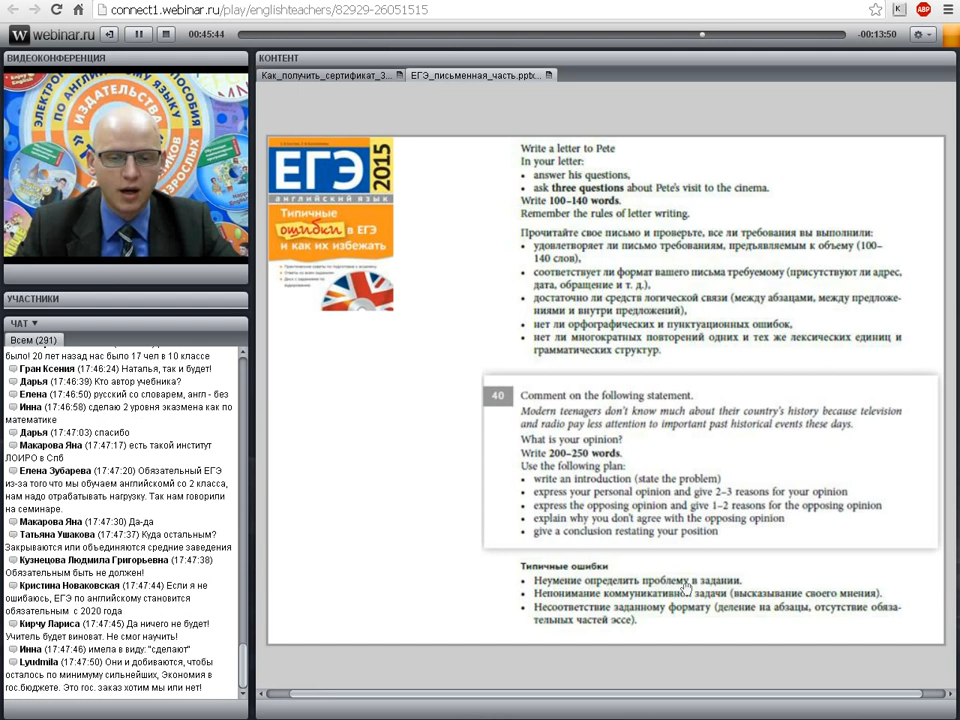 connect1.webinar.ru/play/englishteachers/82929-26051515
K
ABP
W webinar.ru
00:45:44
-00:13:50
ВИДЕОКОНФЕРЕНЦИЯ
ИЗДАТЕЛЬСТВА
УЧАСТНИКИ
ЧАТ
Всем (291)
было! 20 лет назад нас было 17 чел в 10 классе
Гран Ксения (17:46:24) Наталья, так и будет!
Дарья (17:46:39) Кто автор учебника?
Елена (17:46:50) русский со словарем, англ - без
Инна (17:46:58) сделаю 2 уровня эказмена как по
математике
Дарья (17:47:03) спасибо
Макарова Яна (17:47:17) есть такой институт
ЛОИРО в Спб
Елена Зубарева (17:47:20) Обязательный ЕГЭ
из-за того что мы обучаем английскомй со 2 класса,
нам надо отрабатывать нагрузку. Так нам говорили
на семинаре.
Макарова Яна (17:47:30) Да-да
Татьяна Ушакова (17:47:37) Куда остальным?
Закрываются или объединяются средние заведения
Кузнецова Людмила Григорьевна (17:47:38)
Обязательным быть не должен!
Кристина Новаковская (17:47:44) Если я не
ошибаюсь, ЕГЭ по английскому становится
обязательным с 2020 года
Кирчу Лариса (17:47:45) Да ничего не будет!
Учитель будет виноват. Не смог научить!
Инна (17:47:46) имела в виду: "сделают"
Lyudmila (17:47:50) Они и добиваются, чтобы
осталось по минимуму сильнейших, Экономия в
гос.бюджете. Это гос. заказ хотим мы или нет!
КОНТЕНТ
Как_получить_сертификат_3...
ЕГЭ_письменная_часть.pptx...
ЕГЭ 2015
АНГЛИЙСКИЙ ЯЗЫК
Типичные
ошибки в ЕГЭ
и как их избежать
Write a letter to Pete
In your letter:
• answer his questions,
• ask three questions about Pete's visit to the cinema.
Write 100–140 words.
Remember the rules of letter writing.
Прочитайте свое письмо и проверьте, все ли требования вы выполнили:
• удовлетворяет ли письмо требованиям, предъявляемым к объему (100–
140 слов),
• соответствует ли формат вашего письма требуемому (присутствуют ли адрес,
дата, обращение и т. д.),
• достаточно ли средств логической связи (между абзацами, между предложе-
ниями и внутри предложений),
• нет ли орфографических и пунктуационных ошибок,
• нет ли многократных повторений одних и тех же лексических единиц и
грамматических структур.
40 Comment on the following statement.
Modern teenagers don't know much about their country's history because television
and radio pay less attention to important past historical events these days.
What is your opinion?
Write 200–250 words.
Use the following plan:
• write an introduction (state the problem)
• express your personal opinion and give 2–3 reasons for your opinion
• express the opposing opinion and give 1–2 reasons for the opposing opinion
• explain why you don't agree with the opposing opinion
• give a conclusion restating your position
Типичные ошибки
• Неумение определить проблему в задании.
• Непонимание коммуникативной задачи (высказывание своего мнения).
• Несоответствие заданному формату (деление на абзацы, отсутствие обяза-
тельных частей эссе).